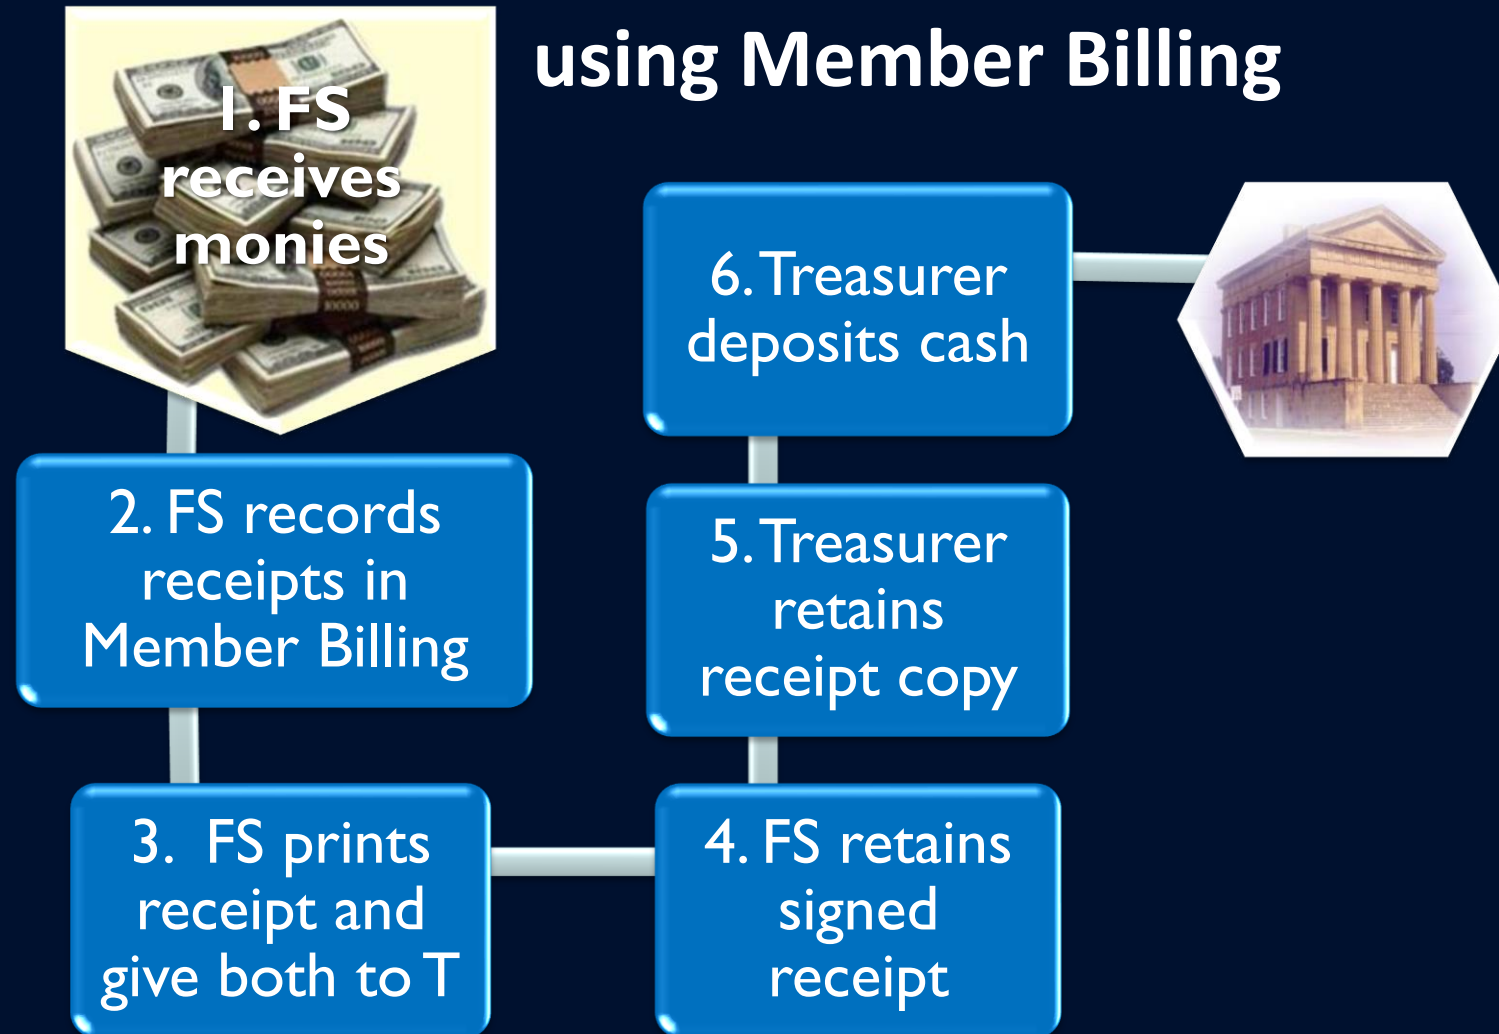 using Member Billing
1. FS
receives
monies
2. FS records
receipts in
Member Billing
3. FS prints
receipt and
give both to T
4. FS retains
signed
receipt
5. Treasurer
retains
receipt copy
6. Treasurer
deposits cash
10000